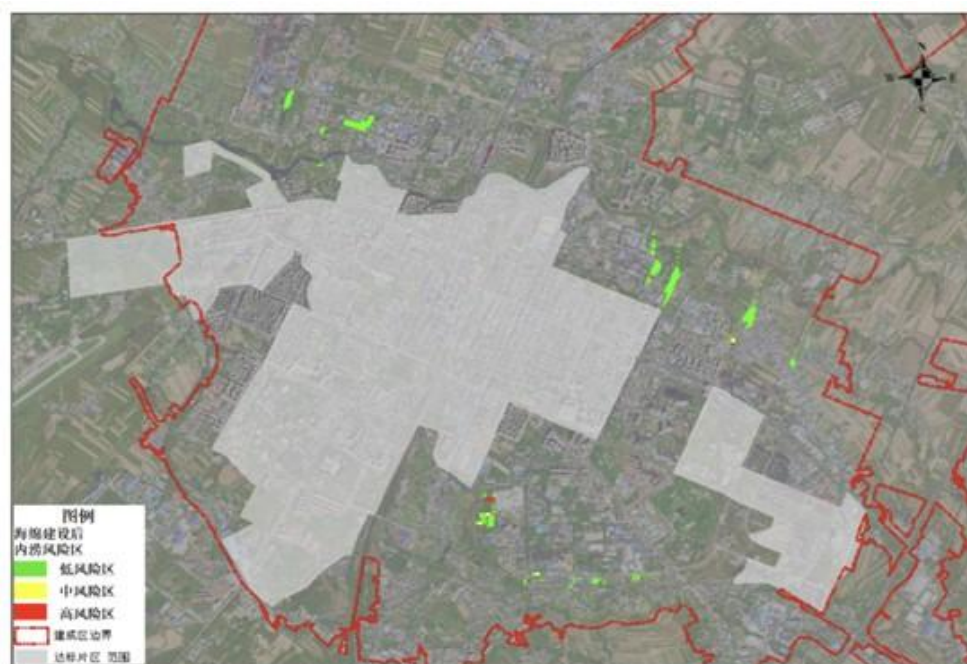 N
W
E
S
图例
海绵建设后
内涝风险区
低风险区
中风险区
高风险区
建成区边界
达标片区 范围